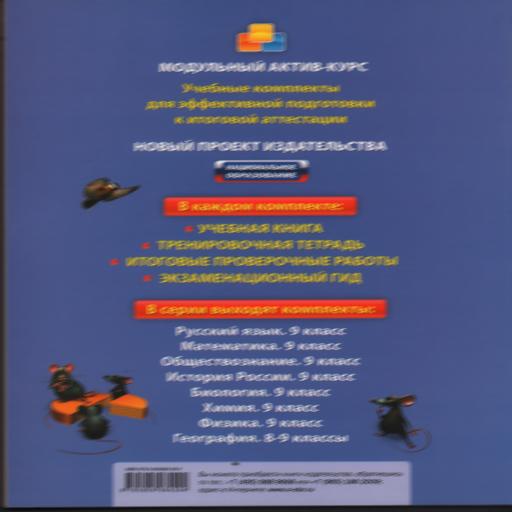 МОДУЛЬНЫЙ АКТИВ-КУРС
Учебные комплекты
для эффективной подготовки
к итоговой аттестации
НОВЫЙ ПРОЕКТ ИЗДАТЕЛЬСТВА
НАЦИОНАЛЬНОЕ
ОБРАЗОВАНИЕ
В каждом комплекте:
УЧЕБНАЯ КНИГА
ТРЕНИРОВОЧНАЯ ТЕТРАДЬ
ИТОГОВЫЕ ПРОВЕРОЧНЫЕ РАБОТЫ
ЭКЗАМЕНАЦИОННЫЙ ГИД
В серии выходят комплекты:
Русский язык. 9 класс
Математика. 9 класс
Обществознание. 9 класс
История России. 9 класс
Биология. 9 класс
Химия. 9 класс
Физика. 9 класс
География. 8-9 классы